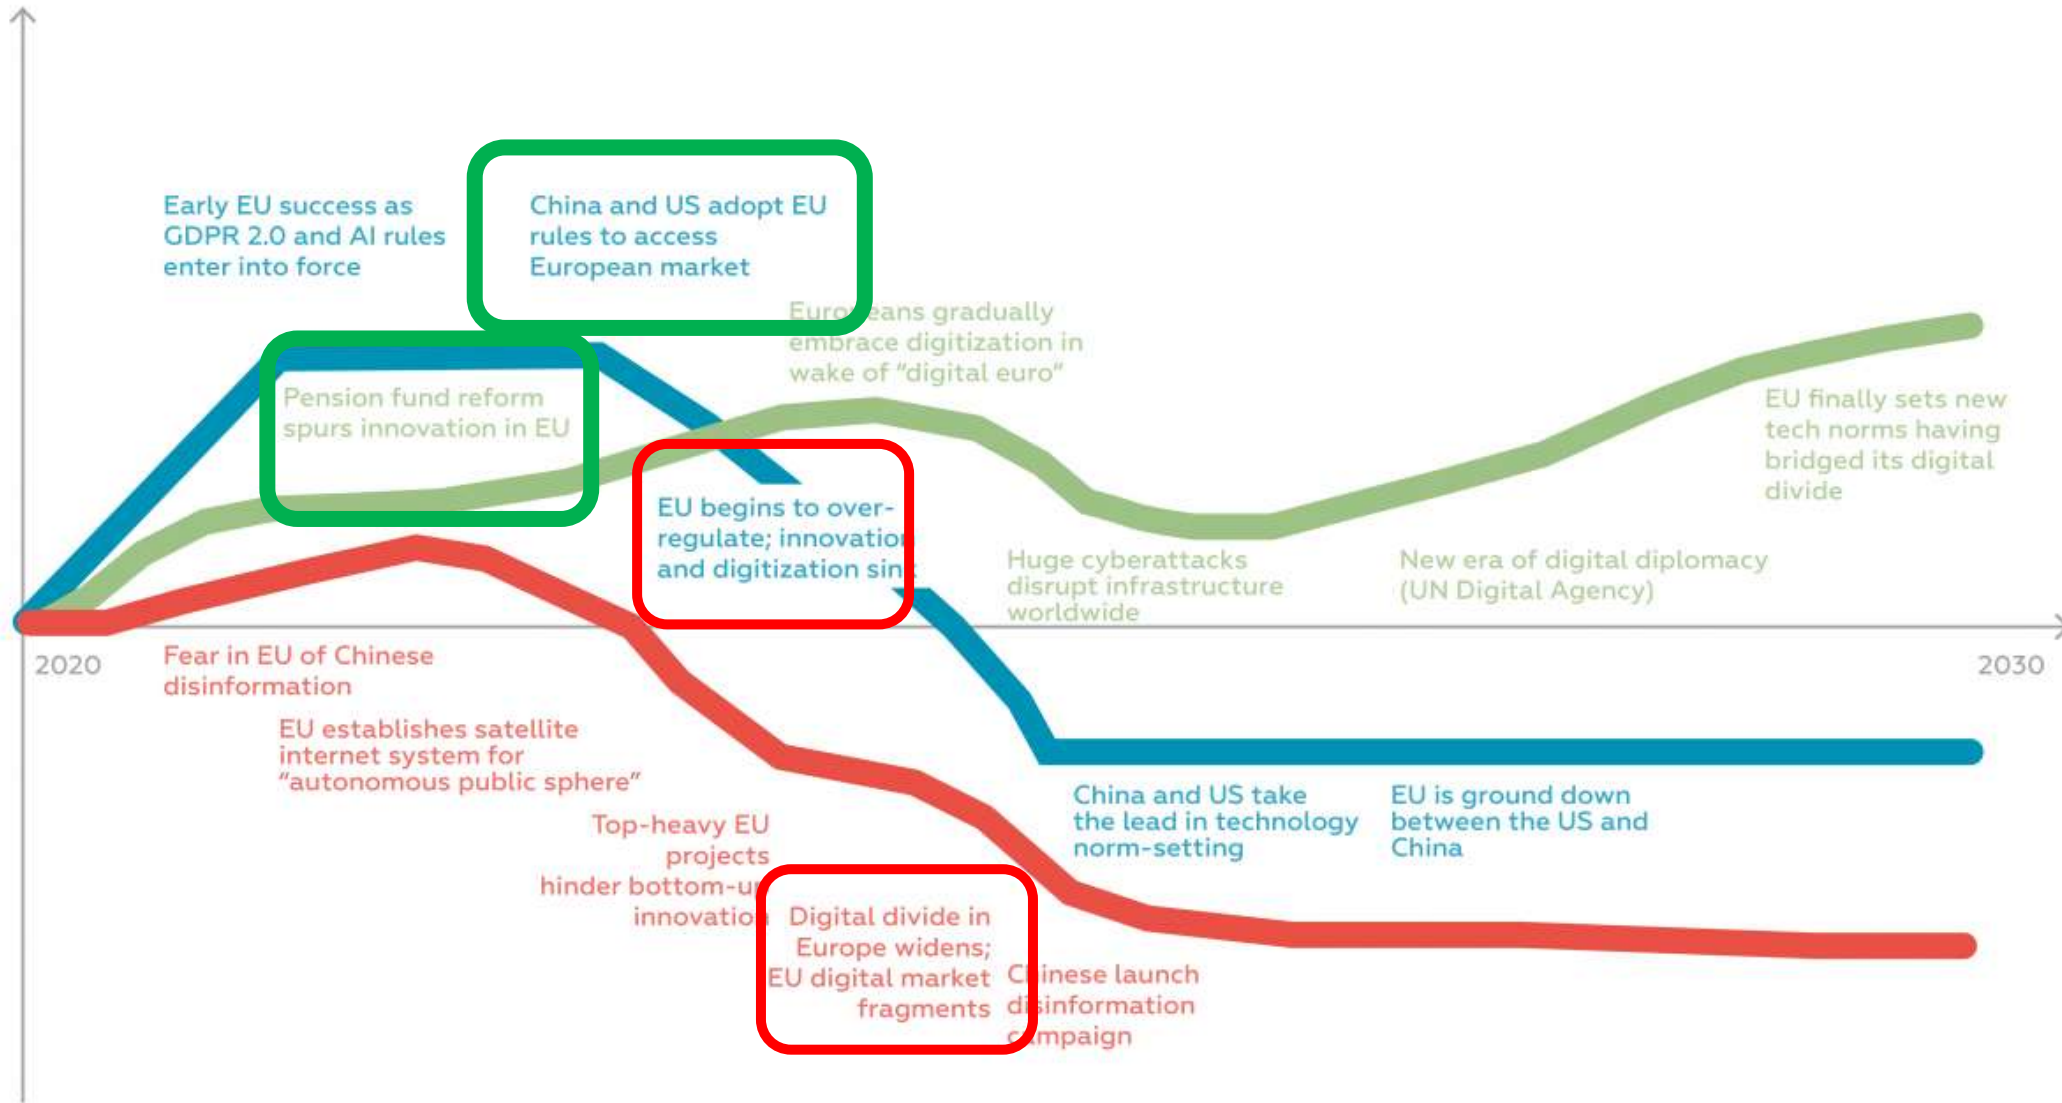 Early EU success as
GDPR 2.0 and AI rules
enter into force
China and US adopt EU
rules to access
European market
Europeans gradually
embrace digitization in
wake of "digital euro"
Pension fund reform
spurs innovation in EU
EU finally sets new
tech norms having
bridged its digital
divide
EU begins to over-
regulate; innovation
and digitization sink
Huge cyberattacks
disrupt infrastructure
worldwide
New era of digital diplomacy
(UN Digital Agency)
2020
2030
Fear in EU of Chinese
disinformation
EU establishes satellite
internet system for
"autonomous public sphere"
Top-heavy EU
projects
hinder bottom-up
innovation
China and US take
the lead in technology
norm-setting
EU is ground down
between the US and
China
Digital divide in
Europe widens;
EU digital market
fragments
Chinese launch
disinformation
campaign